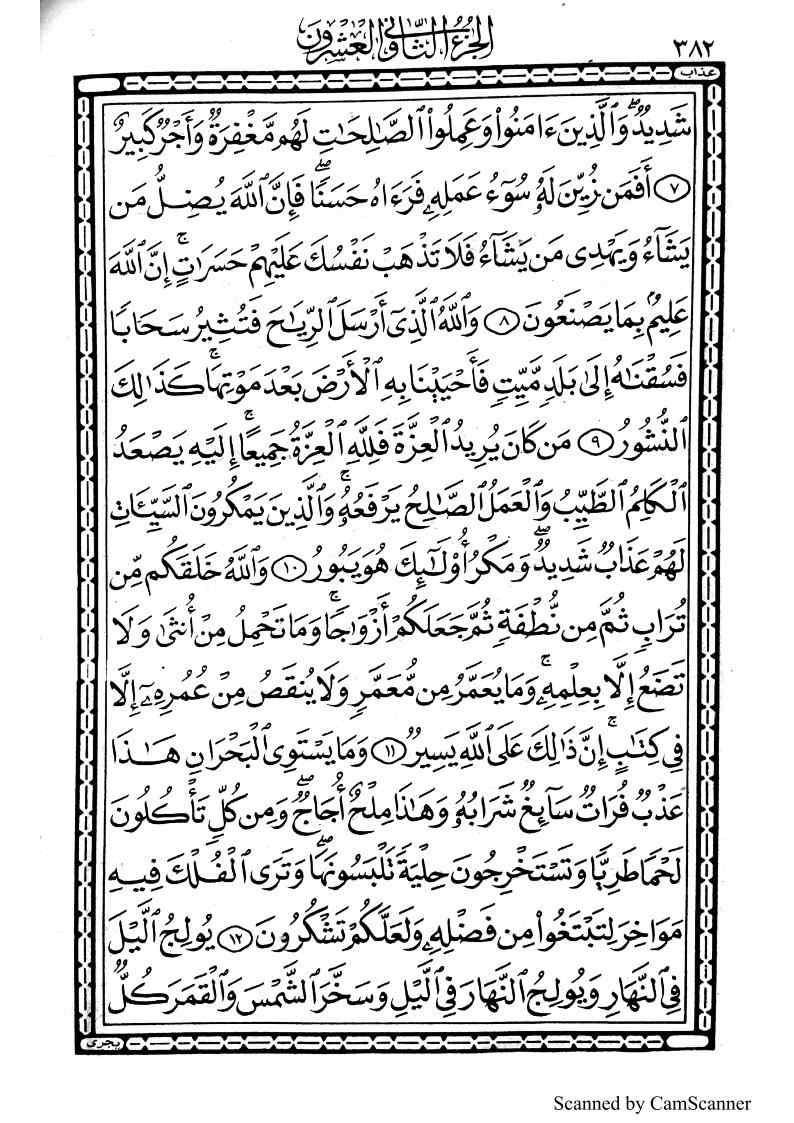 ٣٨٢
الجزء الثاني العشرون
عذاب
شَدِيدٌ ۖ وَٱلَّذِينَ ءَامَنُوا۟ وَعَمِلُوا۟ ٱلصَّـٰلِحَـٰتِ لَهُم مَّغْفِرَةٌ وَأَجْرٌ كَبِيرٌ
٧ أَفَمَن زُيِّنَ لَهُۥ سُوٓءُ عَمَلِهِۦ فَرَءَاهُ حَسَنًا ۖ فَإِنَّ ٱللَّهَ يُضِلُّ مَن
يَشَآءُ وَيَهْدِى مَن يَشَآءُ فَلَا تَذْهَبْ نَفْسُكَ عَلَيْهِمْ حَسَرَٰتٍ ۚ إِنَّ ٱللَّهَ
عَلِيمٌۢ بِمَا يَصْنَعُونَ ٨ وَٱللَّهُ ٱلَّذِىٓ أَرْسَلَ ٱلرِّيَـٰحَ فَتُثِيرُ سَحَابًا
فَسُقْنَـٰهُ إِلَىٰ بَلَدٍ مَّيِّتٍ فَأَحْيَيْنَا بِهِ ٱلْأَرْضَ بَعْدَ مَوْتِهَا ۚ كَذَٰلِكَ
ٱلنُّشُورُ ٩ مَن كَانَ يُرِيدُ ٱلْعِزَّةَ فَلِلَّهِ ٱلْعِزَّةُ جَمِيعًا ۚ إِلَيْهِ يَصْعَدُ
ٱلْكَلِمُ ٱلطَّيِّبُ وَٱلْعَمَلُ ٱلصَّـٰلِحُ يَرْفَعُهُۥ ۚ وَٱلَّذِينَ يَمْكُرُونَ ٱلسَّيِّـَٔاتِ
لَهُمْ عَذَابٌ شَدِيدٌ ۖ وَمَكْرُ أُو۟لَـٰٓئِكَ هُوَ يَبُورُ ١٠ وَٱللَّهُ خَلَقَكُم مِّن
تُرَابٍ ثُمَّ مِن نُّطْفَةٍ ثُمَّ جَعَلَكُمْ أَزْوَٰجًا ۚ وَمَا تَحْمِلُ مِنْ أُنثَىٰ وَلَا
تَضَعُ إِلَّا بِعِلْمِهِۦ ۚ وَمَا يُعَمَّرُ مِن مُّعَمَّرٍ وَلَا يُنقَصُ مِنْ عُمُرِهِۦٓ إِلَّا
فِى كِتَـٰبٍ ۚ إِنَّ ذَٰلِكَ عَلَى ٱللَّهِ يَسِيرٌ ١١ وَمَا يَسْتَوِى ٱلْبَحْرَانِ هَـٰذَا
عَذْبٌ فُرَاتٌ سَآئِغٌ شَرَابُهُۥ وَهَـٰذَا مِلْحٌ أُجَاجٌ ۖ وَمِن كُلٍّ تَأْكُلُونَ
لَحْمًا طَرِيًّا وَتَسْتَخْرِجُونَ حِلْيَةً تَلْبَسُونَهَا ۖ وَتَرَى ٱلْفُلْكَ فِيهِ
مَوَاخِرَ لِتَبْتَغُوا۟ مِن فَضْلِهِۦ وَلَعَلَّكُمْ تَشْكُرُونَ ١٢ يُولِجُ ٱلَّيْلَ
فِى ٱلنَّهَارِ وَيُولِجُ ٱلنَّهَارَ فِى ٱلَّيْلِ وَسَخَّرَ ٱلشَّمْسَ وَٱلْقَمَرَ كُلٌّ
يجرى
Scanned by CamScanner